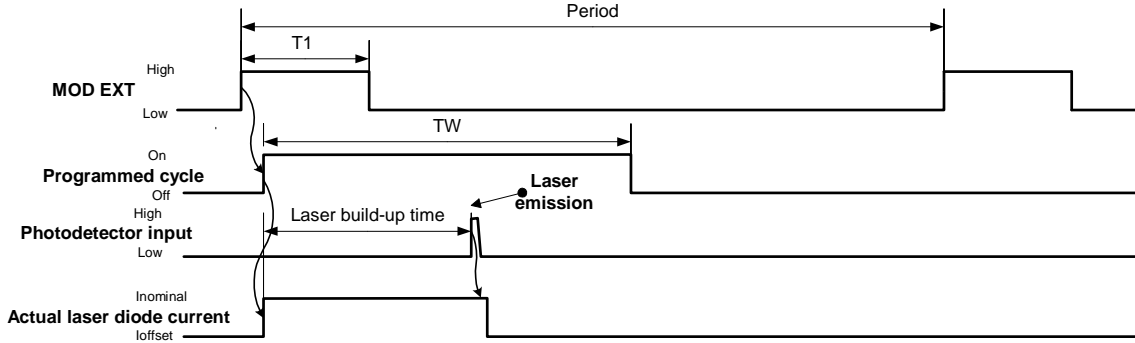 Period
T1
High
MOD EXT
Low
TW
On
Programmed cycle
Off
Laser
emission
High
Laser build-up time
Photodetector input
Low
Inominal
Actual laser diode current
Ioffset